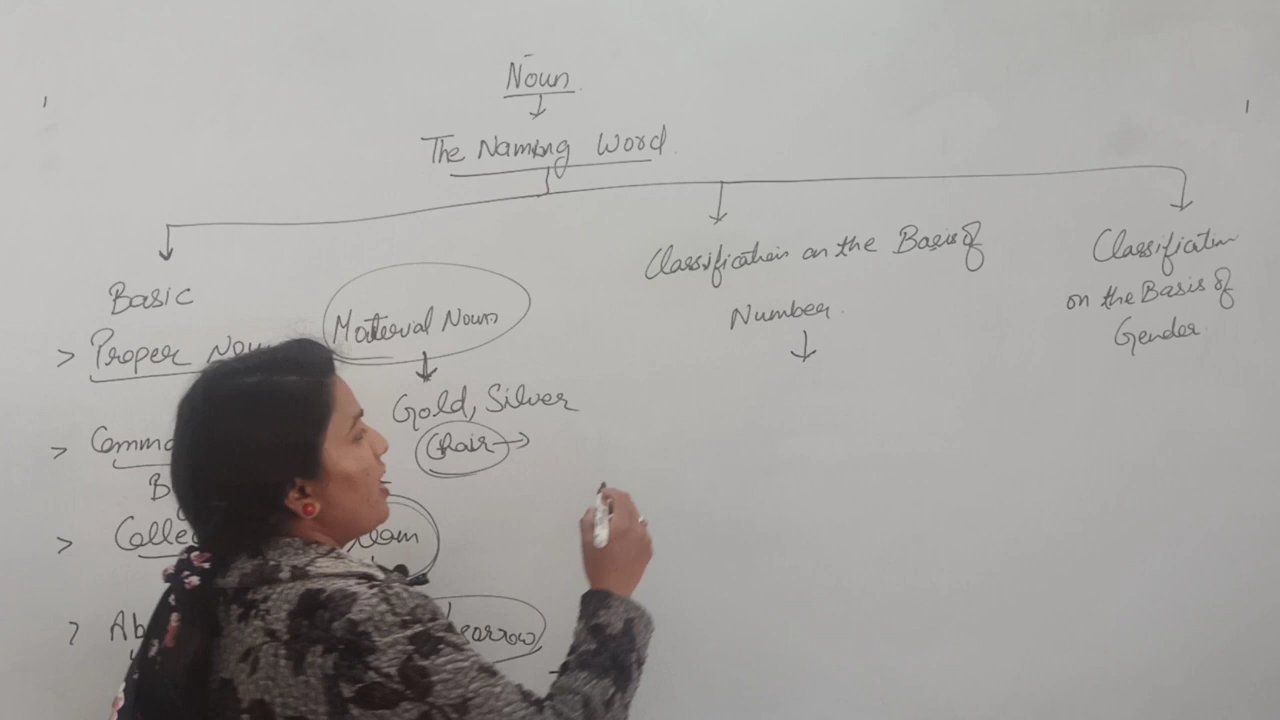 Noun
The Naming Word
Basic
> Proper Noun
Material Noun
Gold, Silver
Chair
> Comm
B
> Colle
> Ab
Classification on the Basis of
Number
Classification
on the Basis of
Gender